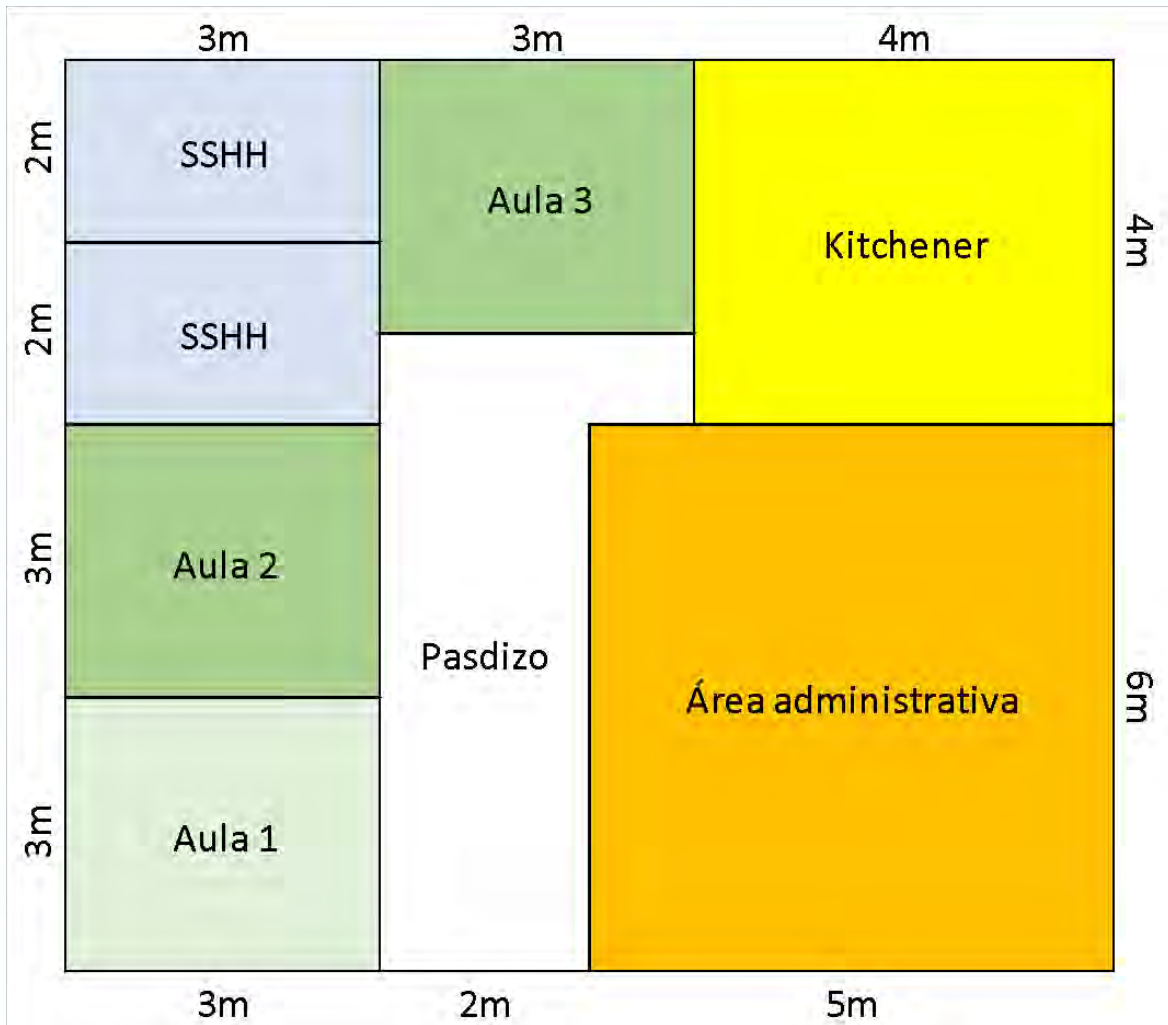 3m 3m 4m
2m
SSHH
Aula 3
Kitchener
4m
2m
SSHH
3m
Aula 2
Pasdizo
Área administrativa
6m
3m
Aula 1
3m 2m 5m